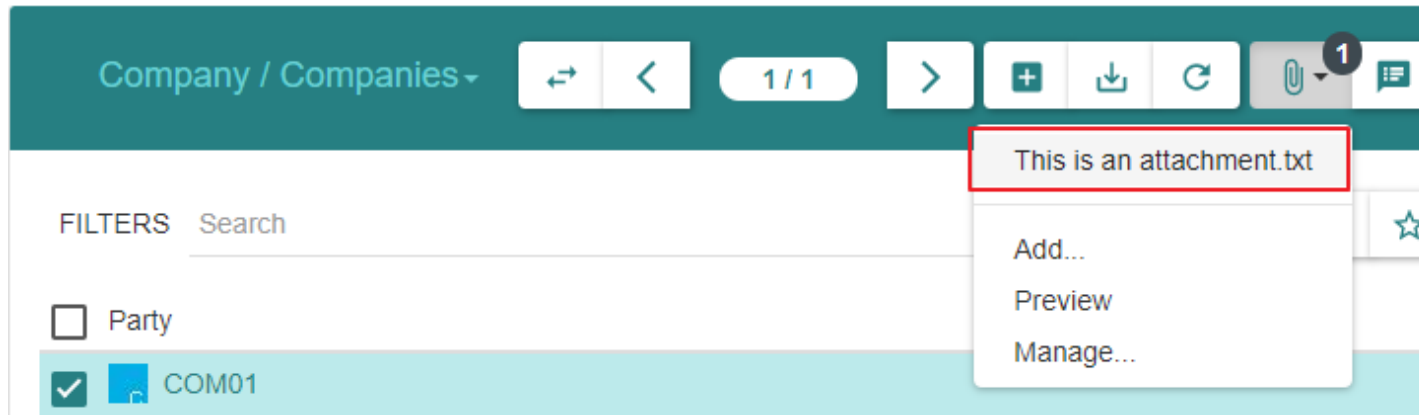 Company / Companies
1 / 1
1
This is an attachment.txt
FILTERS Search
Add...
Preview
Manage...
Party
C
COM01